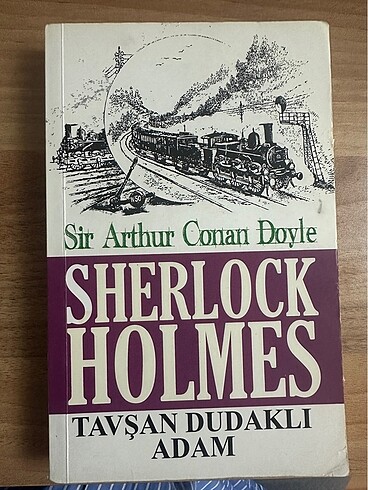 Sir Arthur Conan Doyle
SHERLOCK
HOLMES
TAVŞAN DUDAKLI
ADAM